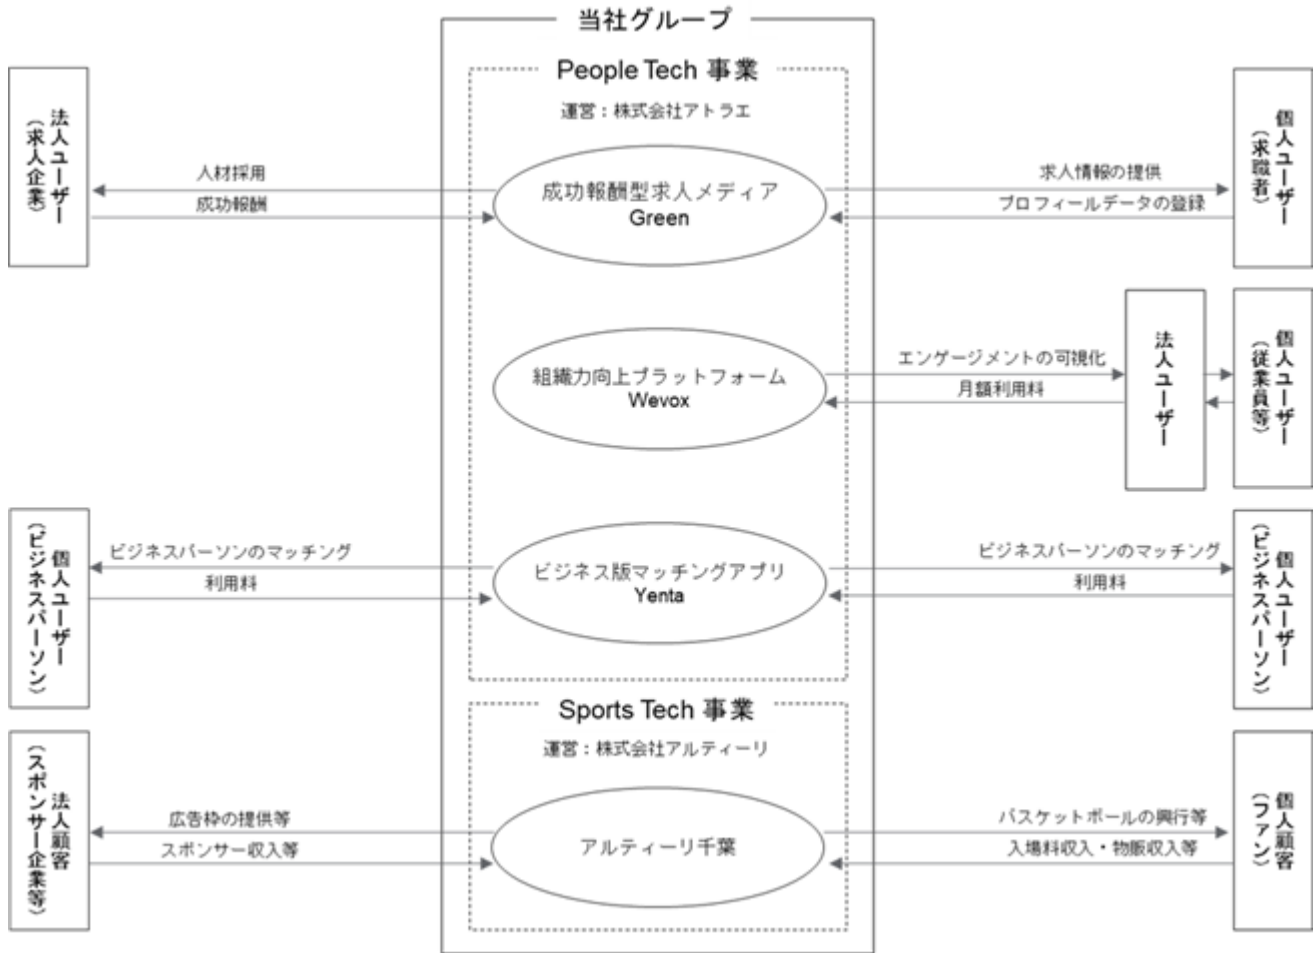 当社グループ
People Tech 事業
運営：株式会社アトラエ
法人ユーザー
（求人企業）
人材採用
成功報酬
成功報酬型求人メディア
Green
求人情報の提供
プロフィールデータの登録
個人ユーザー
（求職者）
組織力向上プラットフォーム
Wevox
エンゲージメントの可視化
月額利用料
法人ユーザー
個人ユーザー
（従業員等）
個人ユーザー
（ビジネスパーソン）
ビジネスパーソンのマッチング
利用料
ビジネス版マッチングアプリ
Yenta
ビジネスパーソンのマッチング
利用料
個人ユーザー
（ビジネスパーソン）
Sports Tech 事業
運営：株式会社アルティーリ
法人顧客
（スポンサー企業等）
広告枠の提供等
スポンサー収入等
アルティーリ千葉
バスケットボールの興行等
入場料収入・物販収入等
個人顧客
（ファン）